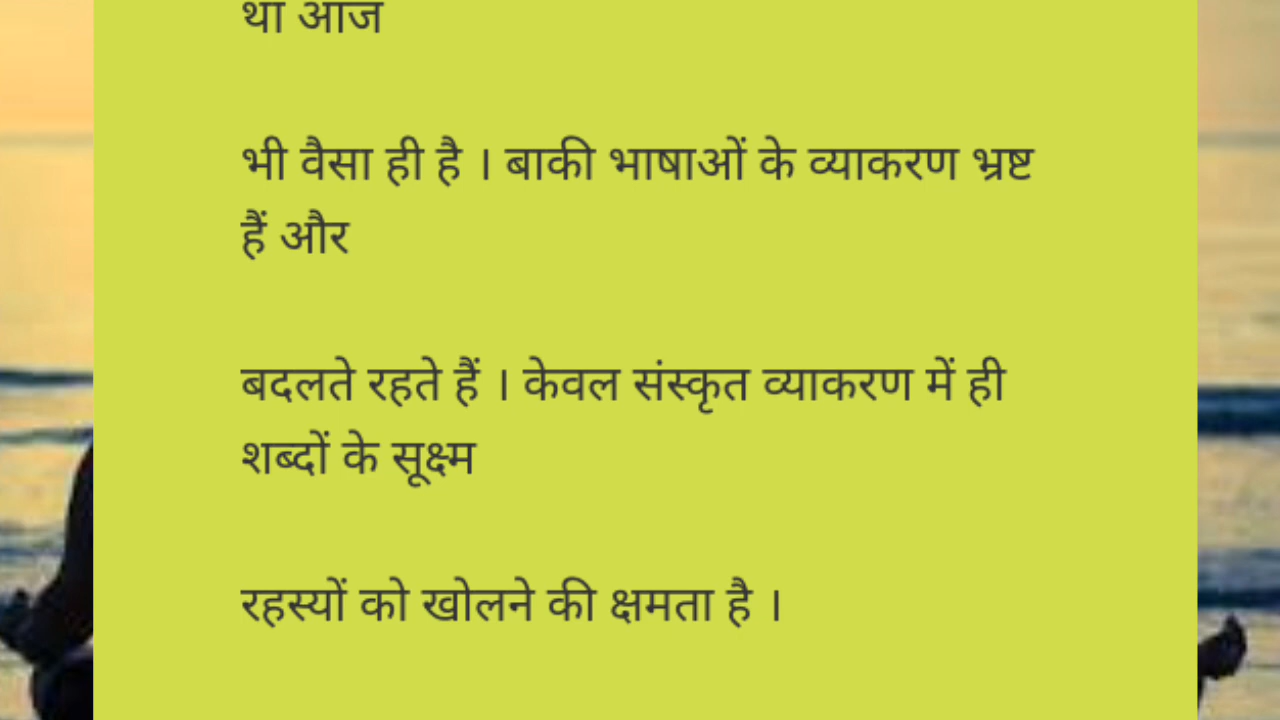 था आज
भी वैसा ही है । बाकी भाषाओं के व्याकरण भ्रष्ट
हैं और
बदलते रहते हैं । केवल संस्कृत व्याकरण में ही
शब्दों के सूक्ष्म
रहस्यों को खोलने की क्षमता है ।